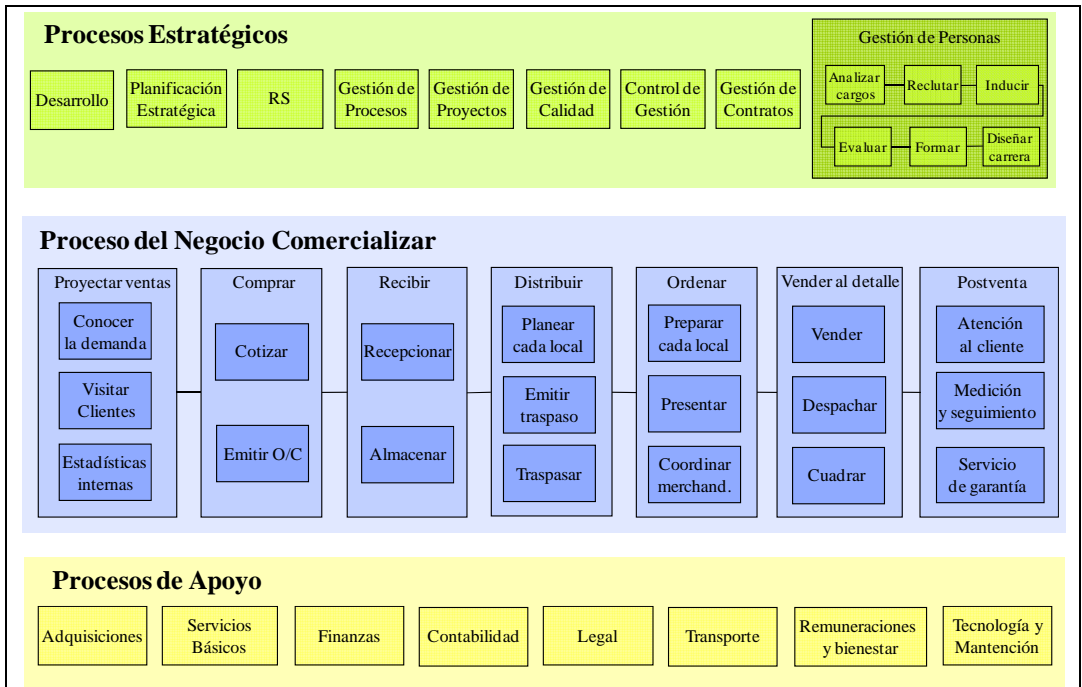 Procesos Estratégicos
Desarrollo
Planificación
Estratégica
RS
Gestión de
Procesos
Gestión de
Proyectos
Gestión de
Calidad
Control de
Gestión
Gestión de
Contratos
Gestión de Personas
Analizar
cargos
Reclutar
Inducir
Evaluar
Formar
Diseñar
carrera
Proceso del Negocio Comercializar
Proyectar ventas
Conocer
la demanda
Visitar
Clientes
Estadísticas
internas
Comprar
Cotizar
Emitir O/C
Recibir
Recepcionar
Almacenar
Distribuir
Planear
cada local
Emitir
traspaso
Traspasar
Ordenar
Preparar
cada local
Presentar
Coordinar
merchand.
Vender al detalle
Vender
Despachar
Cuadrar
Postventa
Atención
al cliente
Medición
y seguimiento
Servicio
de garantía
Procesos de Apoyo
Adquisiciones
Servicios
Básicos
Finanzas
Contabilidad
Legal
Transporte
Remuneraciones
y bienestar
Tecnología y
Mantención